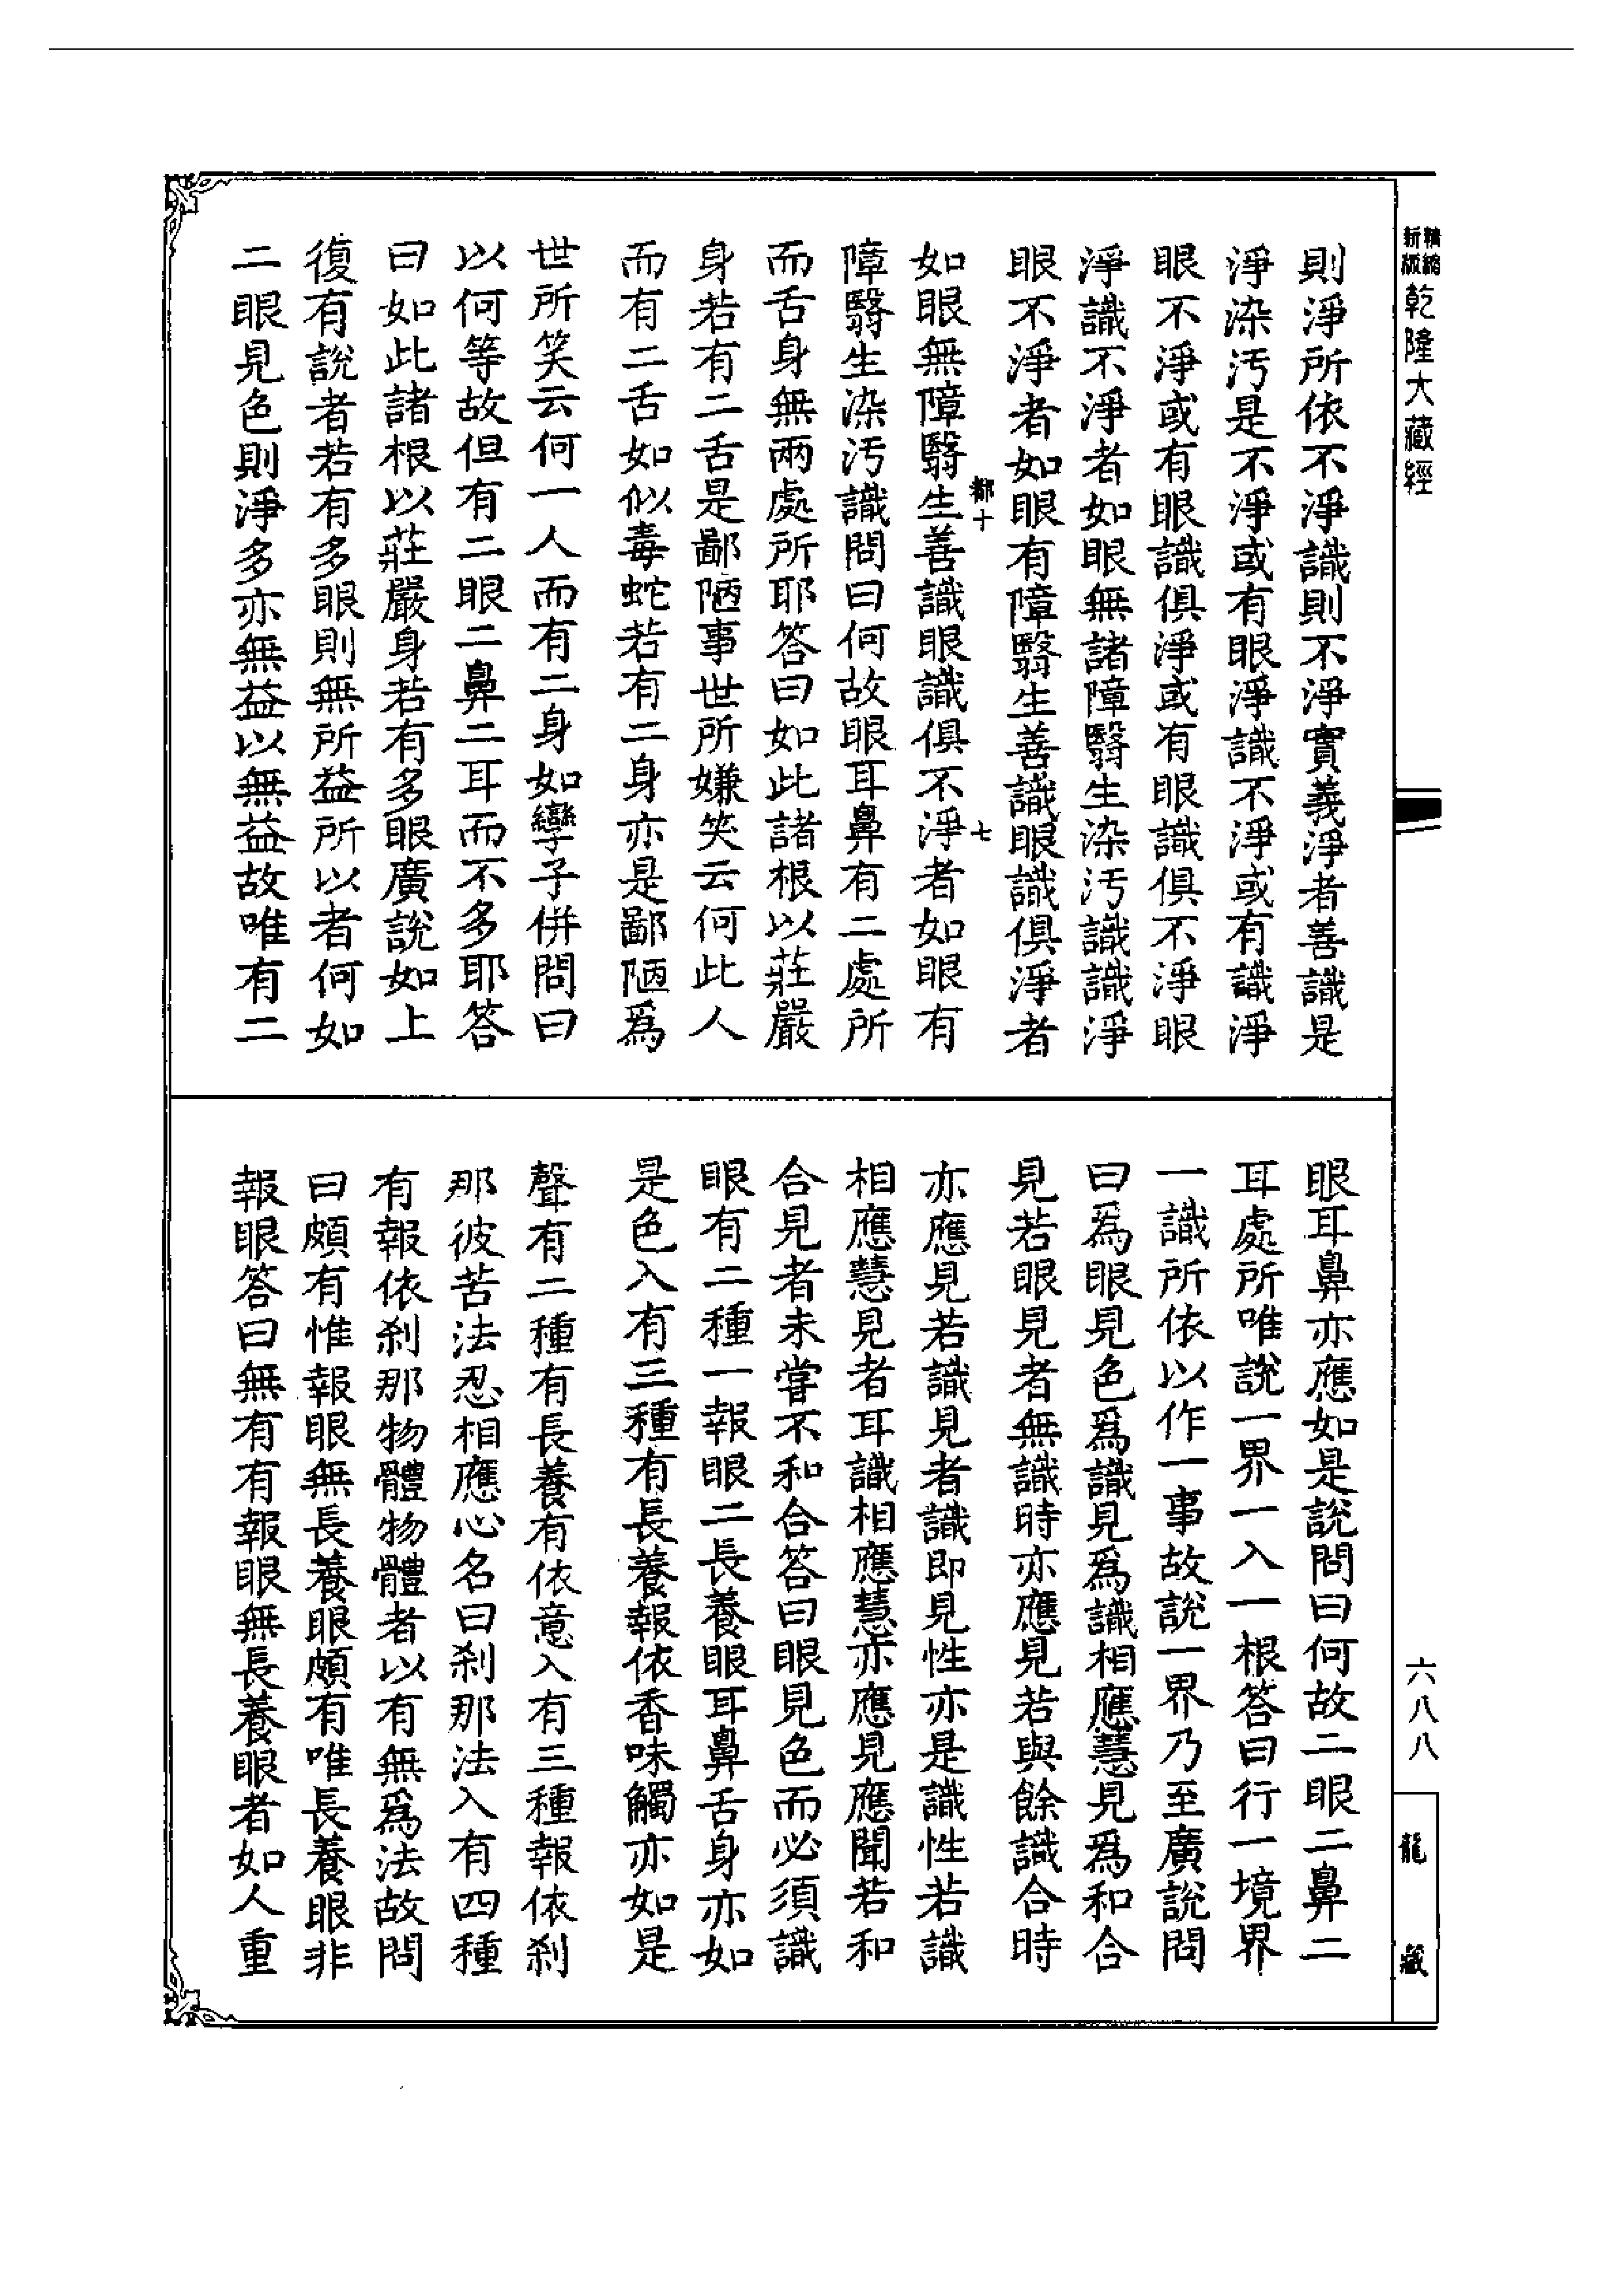 精縮新版乾隆大藏經
六八八
龍藏
則淨所依不淨識則不淨實義淨者善識是
淨染汚是不淨或有眼淨識不淨或有識淨
眼不淨或有眼識俱淨或有眼識俱不淨眼
淨識不淨者如眼無諸障翳生染汚識識淨
眼不淨者如眼有障翳生善識眼識俱淨者
都十
七
如眼無障翳生善識眼識俱不淨者如眼有
障翳生染汚識問曰何故眼耳鼻有二處所
而舌身無兩處所耶答曰如此諸根以莊嚴
身若有二舌是鄙陋事世所嫌笑云何此人
而有二舌如似毒蛇若有二身亦是鄙陋爲
世所笑云何一人而有二身如孿子併問曰
以何等故但有二眼二鼻二耳而不多耶答
曰如此諸根以莊嚴身若有多眼廣說如上
復有說者若有多眼則無所益所以者何如
二眼見色則淨多亦無益以無益故唯有二
眼耳鼻亦應如是說問曰何故二眼二鼻二
耳處所唯說一界一入一根答曰行一境界
一識所依以作一事故說一界乃至廣說問
曰爲眼見色爲識見爲識相應慧見爲和合
見若眼見者無識時亦應見若與餘識合時
亦應見若識見者識即見性亦是識性若識
相應慧見者耳識相應慧亦應見應聞若和
合見者未嘗不和合答曰眼見色而必須識
眼有二種一報眼二長養眼耳鼻舌身亦如
是色入有三種有長養報依香味觸亦如是
聲有二種有長養有依意入有三種報依剎
那彼苦法忍相應心名曰剎那法入有四種
有報依剎那物體物體者以有無爲法故問
曰頗有惟報眼無長養眼頗有唯長養眼非
報眼答曰無有有報眼無長養眼者如人重